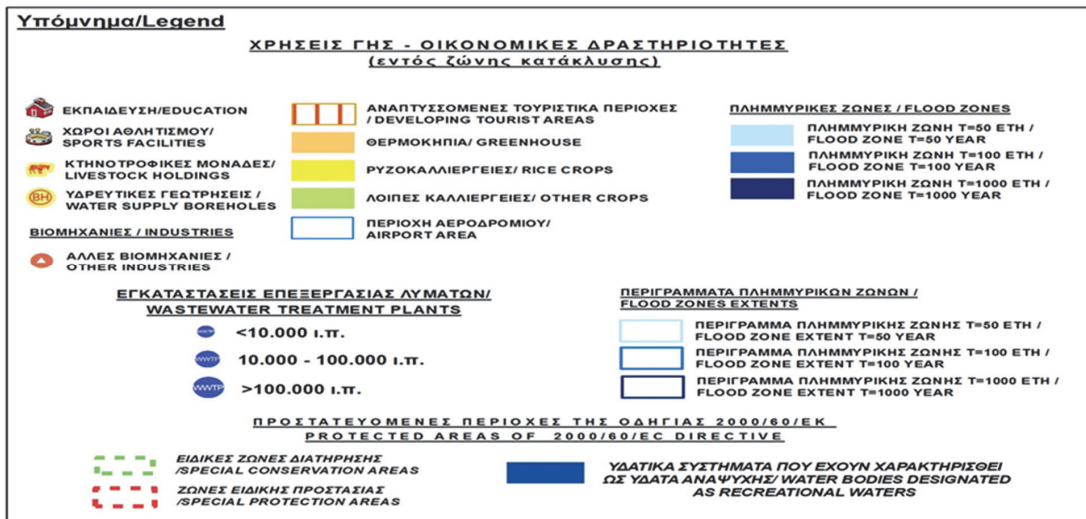 Υπόμνημα/Legend
ΧΡΗΣΕΙΣ ΓΗΣ - ΟΙΚΟΝΟΜΙΚΕΣ ΔΡΑΣΤΗΡΙΟΤΗΤΕΣ
(εντός ζώνης κατάκλυσης)
ΕΚΠΑΙΔΕΥΣΗ/EDUCATION
ΧΩΡΟΙ ΑΘΛΗΤΙΣΜΟΥ/
SPORTS FACILITIES
ΚΤΗΝΟΤΡΟΦΙΚΕΣ ΜΟΝΑΔΕΣ/
LIVESTOCK HOLDINGS
BH
ΥΔΡΕΥΤΙΚΕΣ ΓΕΩΤΡΗΣΕΙΣ /
WATER SUPPLY BOREHOLES
ΒΙΟΜΗΧΑΝΙΕΣ / INDUSTRIES
ΑΛΛΕΣ ΒΙΟΜΗΧΑΝΙΕΣ /
OTHER INDUSTRIES
ΑΝΑΠΤΥΣΣΟΜΕΝΕΣ ΤΟΥΡΙΣΤΙΚΑ ΠΕΡΙΟΧΕΣ
/ DEVELOPING TOURIST AREAS
ΘΕΡΜΟΚΗΠΙΑ/ GREENHOUSE
ΡΥΖΟΚΑΛΛΙΕΡΓΕΙΕΣ/ RICE CROPS
ΛΟΙΠΕΣ ΚΑΛΛΙΕΡΓΕΙΕΣ/ OTHER CROPS
ΠΕΡΙΟΧΗ ΑΕΡΟΔΡΟΜΙΟΥ/
AIRPORT AREA
ΠΛΗΜΜΥΡΙΚΕΣ ΖΩΝΕΣ / FLOOD ZONES
ΠΛΗΜΜΥΡΙΚΗ ΖΩΝΗ T=50 ΕΤΗ /
FLOOD ZONE T=50 YEAR
ΠΛΗΜΜΥΡΙΚΗ ΖΩΝΗ T=100 ΕΤΗ /
FLOOD ZONE T=100 YEAR
ΠΛΗΜΜΥΡΙΚΗ ΖΩΝΗ T=1000 ΕΤΗ /
FLOOD ZONE T=1000 YEAR
ΕΓΚΑΤΑΣΤΑΣΕΙΣ ΕΠΕΞΕΡΓΑΣΙΑΣ ΛΥΜΑΤΩΝ/
WASTEWATER TREATMENT PLANTS
WWTP <10.000 ι.π.
WWTP 10.000 - 100.000 ι.π.
WWTP >100.000 ι.π.
ΠΕΡΙΓΡΑΜΜΑΤΑ ΠΛΗΜΜΥΡΙΚΩΝ ΖΩΝΩΝ /
FLOOD ZONES EXTENTS
ΠΕΡΙΓΡΑΜΜΑ ΠΛΗΜΜΥΡΙΚΗΣ ΖΩΝΗΣ T=50 ΕΤΗ /
FLOOD ZONE EXTENT T=50 YEAR
ΠΕΡΙΓΡΑΜΜΑ ΠΛΗΜΜΥΡΙΚΗΣ ΖΩΝΗΣ T=100 ΕΤΗ /
FLOOD ZONE EXTENT T=100 YEAR
ΠΕΡΙΓΡΑΜΜΑ ΠΛΗΜΜΥΡΙΚΗΣ ΖΩΝΗΣ T=1000 ΕΤΗ /
FLOOD ZONE EXTENT T=1000 YEAR
ΠΡΟΣΤΑΤΕΥΟΜΕΝΕΣ ΠΕΡΙΟΧΕΣ ΤΗΣ ΟΔΗΓΙΑΣ 2000/60/ΕΚ
PROTECTED AREAS OF 2000/60/EC DIRECTIVE
ΕΙΔΙΚΕΣ ΖΩΝΕΣ ΔΙΑΤΗΡΗΣΗΣ
/SPECIAL CONSERVATION AREAS
ΖΩΝΕΣ ΕΙΔΙΚΗΣ ΠΡΟΣΤΑΣΙΑΣ
/SPECIAL PROTECTION AREAS
ΥΔΑΤΙΚΑ ΣΥΣΤΗΜΑΤΑ ΠΟΥ ΕΧΟΥΝ ΧΑΡΑΚΤΗΡΙΣΘΕΙ
ΩΣ ΥΔΑΤΑ ΑΝΑΨΥΧΗΣ/ WATER BODIES DESIGNATED
AS RECREATIONAL WATERS